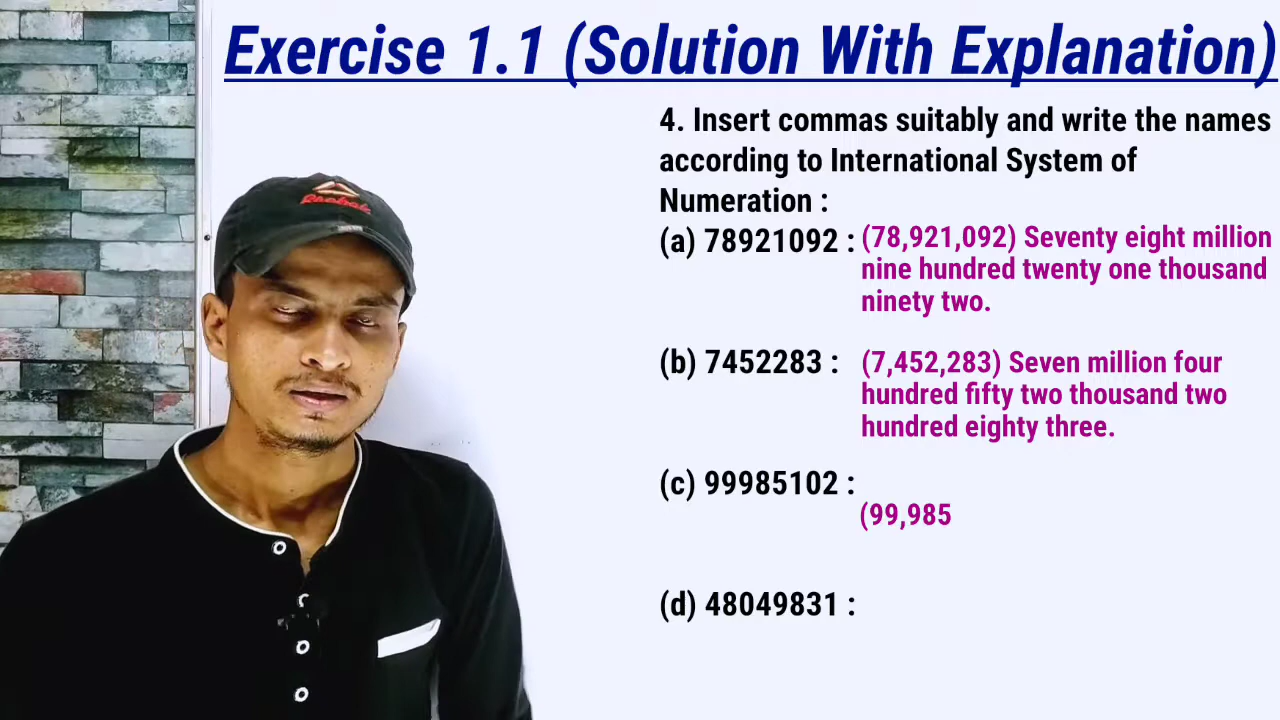 Exercise 1.1 (Solution With Explanation)
Reebok
4. Insert commas suitably and write the names
according to International System of
Numeration :
(a) 78921092 : (78,921,092) Seventy eight million
nine hundred twenty one thousand
ninety two.
(b) 7452283 : (7,452,283) Seven million four
hundred fifty two thousand two
hundred eighty three.
(c) 99985102 :
(99,985
(d) 48049831 :